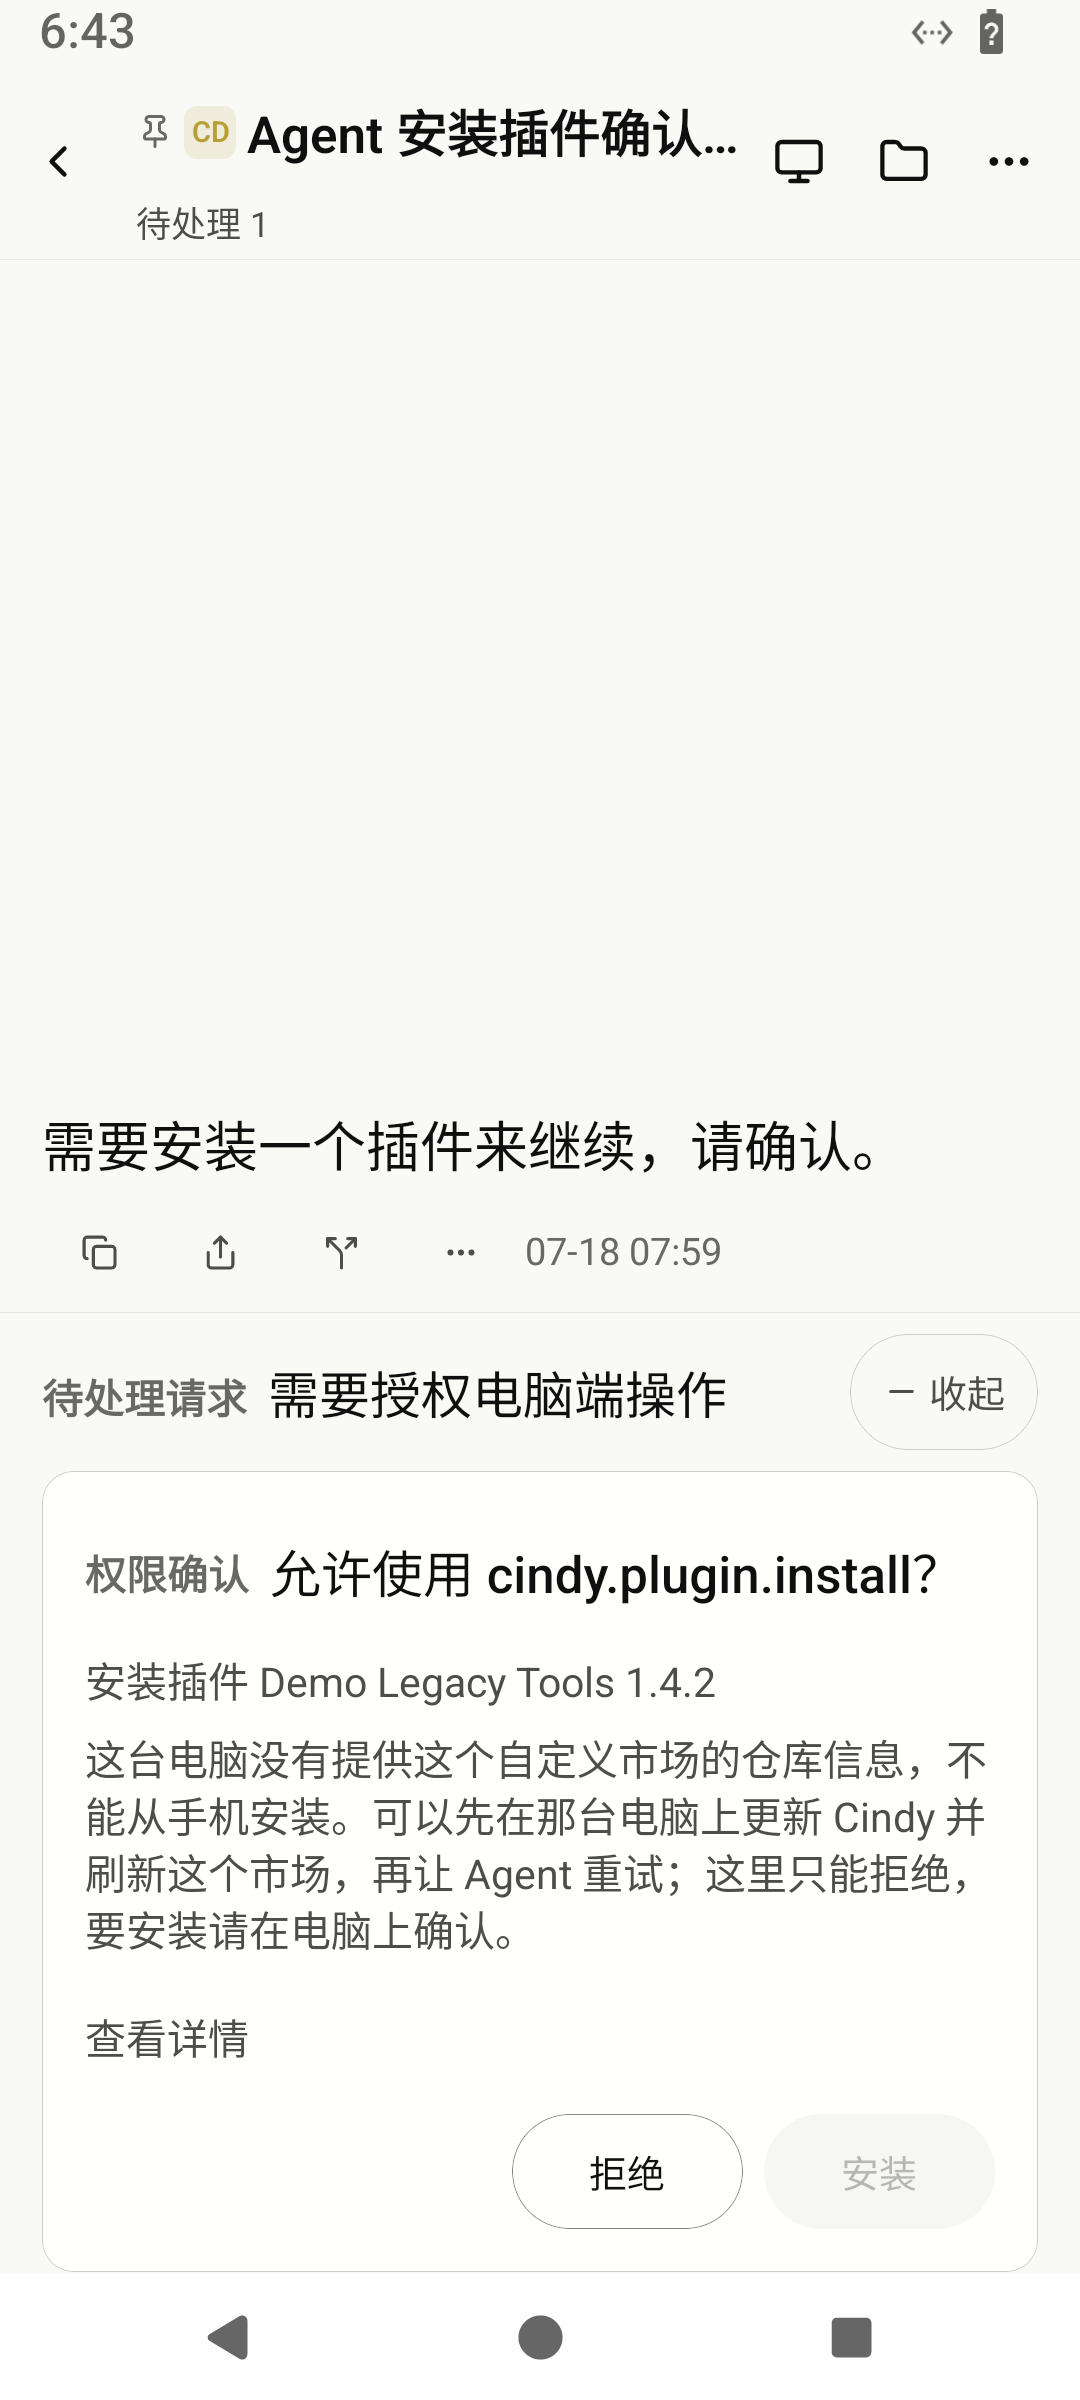 6:43
CD Agent 安装插件确认...
待处理 1
需要安装一个插件来继续，请确认。
07-18 07:59
待处理请求 需要授权电脑端操作
收起
权限确认 允许使用 cindy.plugin.install？
安装插件 Demo Legacy Tools 1.4.2
这台电脑没有提供这个自定义市场的仓库信息，不
能从手机安装。可以先在那台电脑上更新 Cindy 并
刷新这个市场，再让 Agent 重试；这里只能拒绝，
要安装请在电脑上确认。
查看详情
拒绝
安装